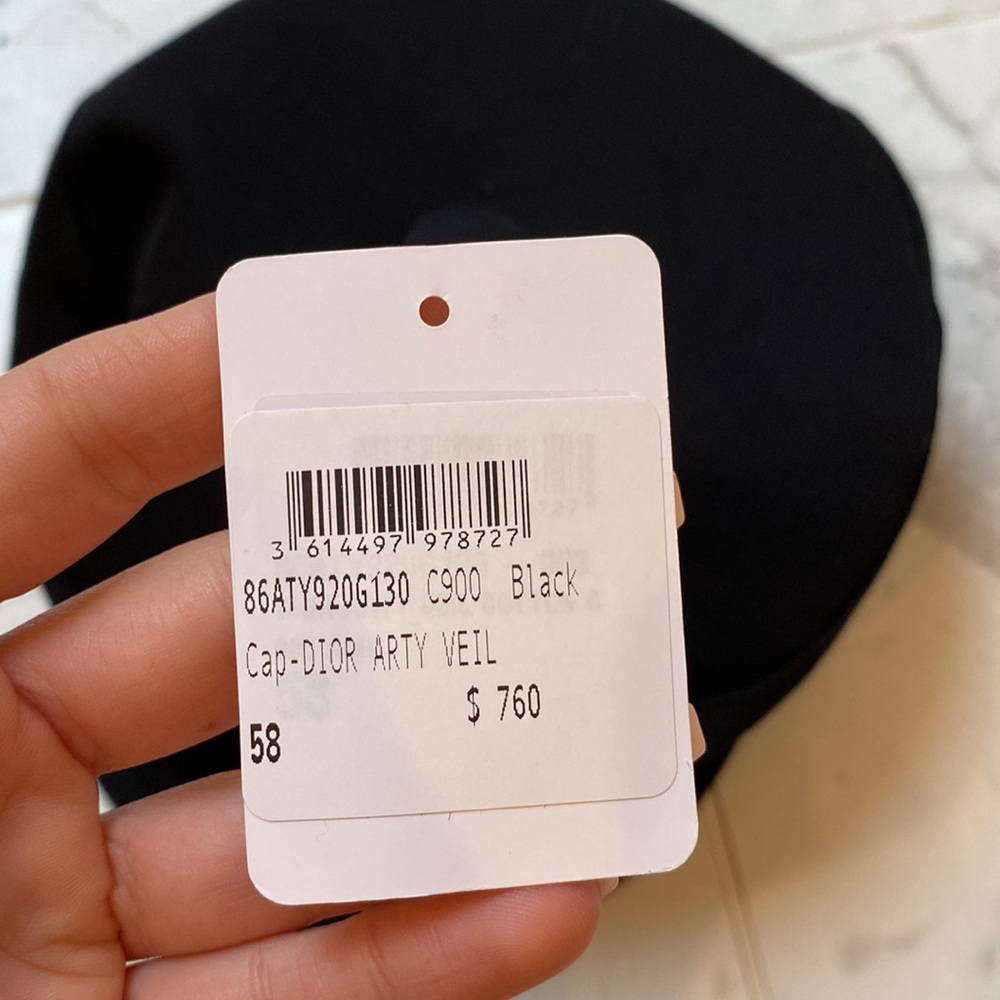 3 614497 978727
86ATY920G130 C900 Black
Cap-DIOR ARTY VEIL
$ 760
58